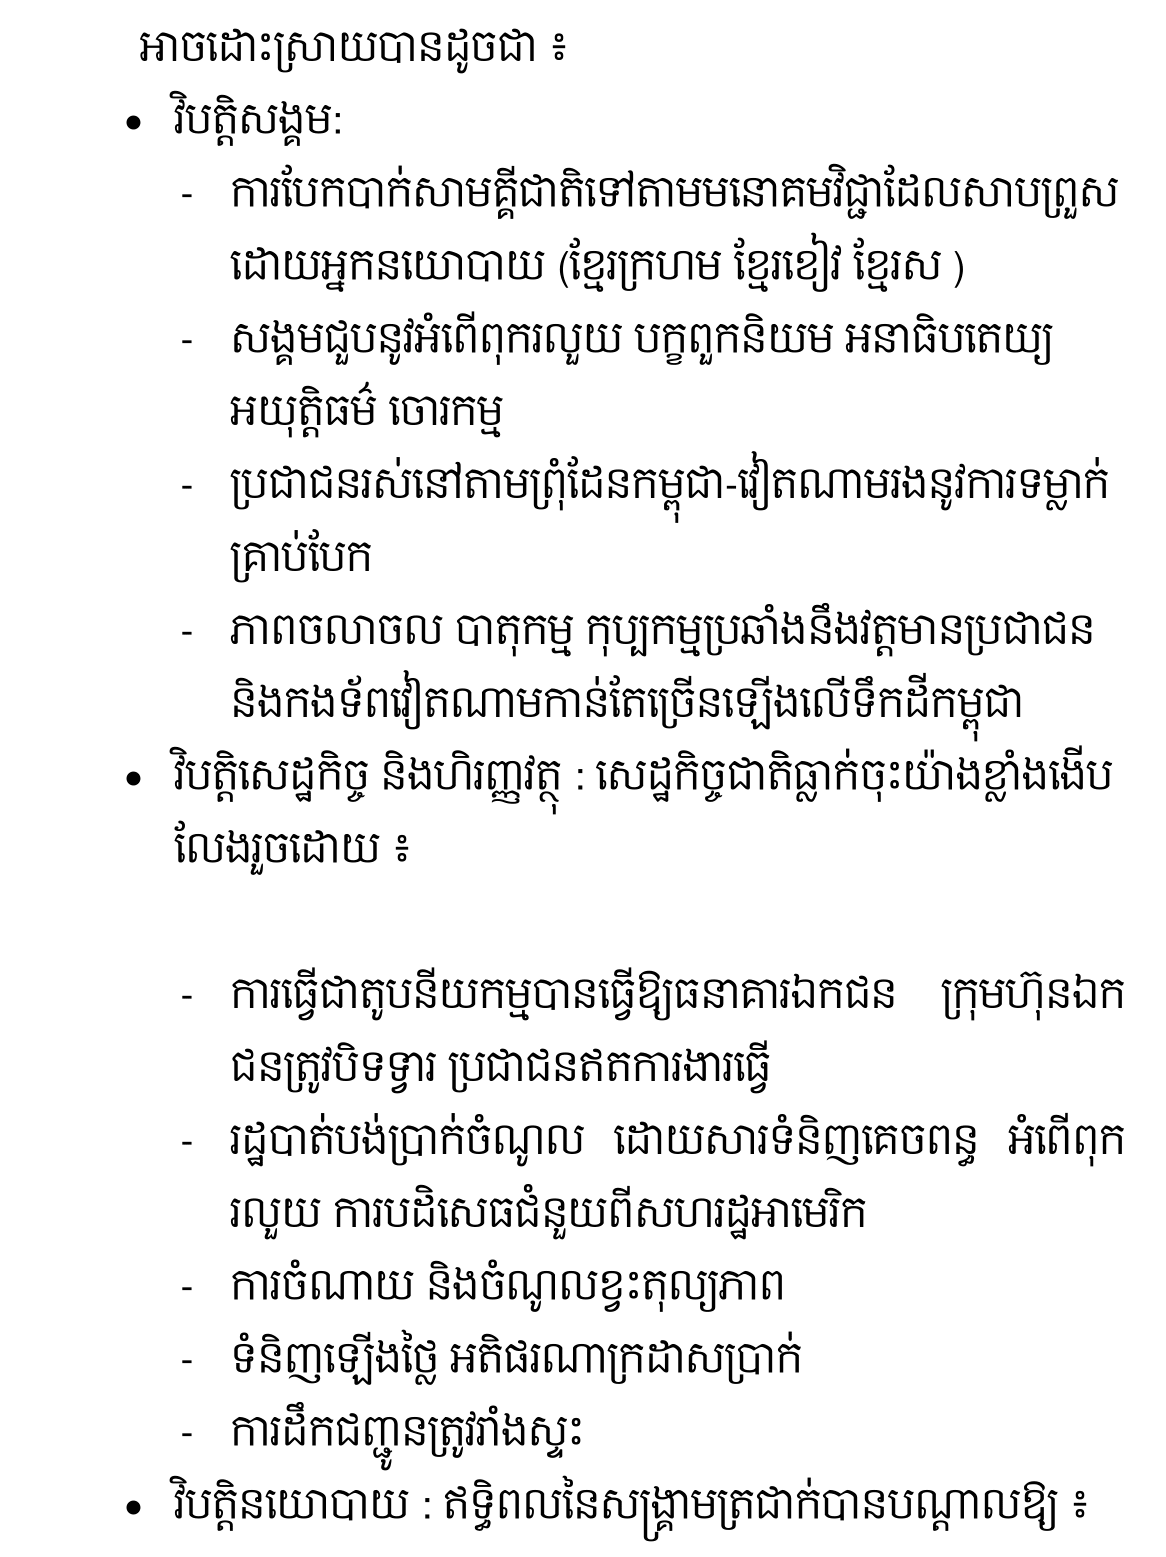 អាចដោះស្រាយបានដូចជា ៖
• វិបត្តិសង្គម:
- ការបែកបាក់សាមគ្គីជាតិទៅតាមមនោគមវិជ្ជាដែលសាបព្រួស
ដោយអ្នកនយោបាយ (ខ្មែរក្រហម ខ្មែរខៀវ ខ្មែរស )
- សង្គមជួបនូវអំពើពុករលួយ បក្ខពួកនិយម អនាធិបតេយ្យ
អយុត្តិធម៌ ចោរកម្ម
- ប្រជាជនរស់នៅតាមព្រុំដែនកម្ពុជា-វៀតណាមរងនូវការទម្លាក់
គ្រាប់បែក
- ភាពចលាចល បាតុកម្ម កុប្បកម្មប្រឆាំងនឹងវត្តមានប្រជាជន
និងកងទ័ពវៀតណាមកាន់តែច្រើនឡើងលើទឹកដីកម្ពុជា
• វិបត្តិសេដ្ឋកិច្ច និងហិរញ្ញវត្ថុ : សេដ្ឋកិច្ចជាតិធ្លាក់ចុះយ៉ាងខ្លាំងងើប
លែងរួចដោយ ៖
- ការធ្វើជាតូបនីយកម្មបានធ្វើឱ្យធនាគារឯកជន ក្រុមហ៊ុនឯក
ជនត្រូវបិទទ្វារ ប្រជាជនឥតការងារធ្វើ
- រដ្ឋបាត់បង់ប្រាក់ចំណូល ដោយសារទំនិញគេចពន្ធ អំពើពុក
រលួយ ការបដិសេធជំនួយពីសហរដ្ឋអាមេរិក
- ការចំណាយ និងចំណូលខ្វះតុល្យភាព
- ទំនិញឡើងថ្លៃ អតិផរណាក្រដាសប្រាក់
- ការដឹកជញ្ជូនត្រូវរាំងស្ទះ
• វិបត្តិនយោបាយ : ឥទ្ធិពលនៃសង្គ្រាមត្រជាក់បានបណ្តាលឱ្យ ៖